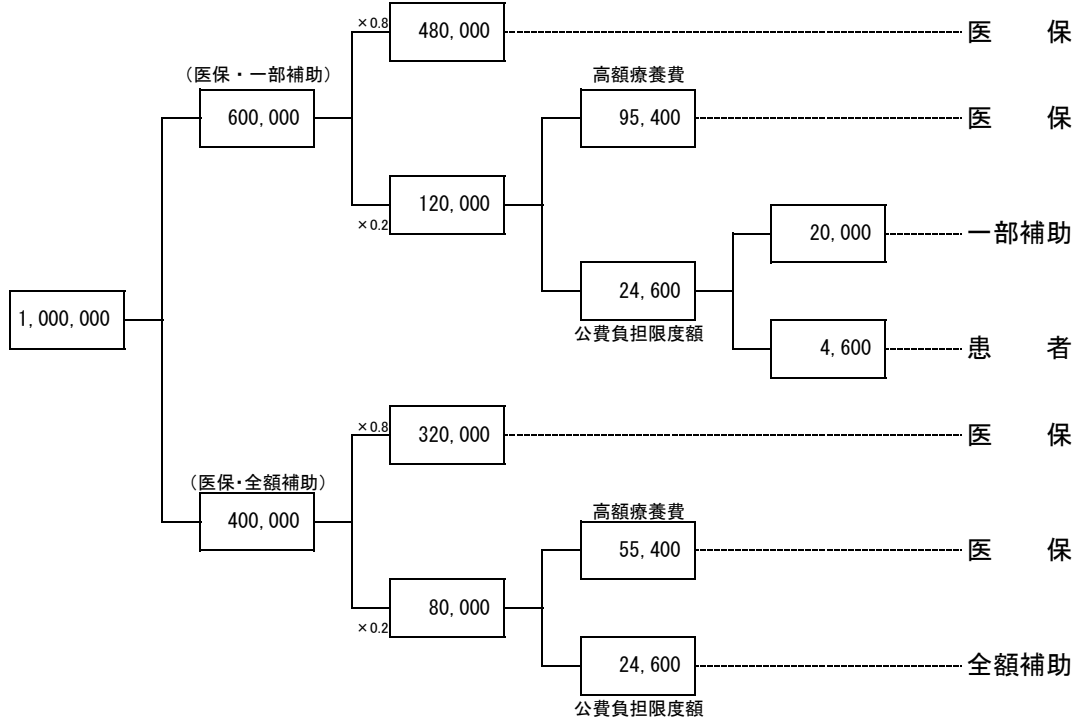 ×0.8
480,000
医 保
(医保・一部補助)
600,000
高額療養費
95,400
医 保
120,000
×0.2
20,000
一部補助
24,600
公費負担限度額
1,000,000
4,600
患 者
×0.8
320,000
医 保
(医保・全額補助)
400,000
高額療養費
55,400
医 保
80,000
×0.2
24,600
全額補助
公費負担限度額